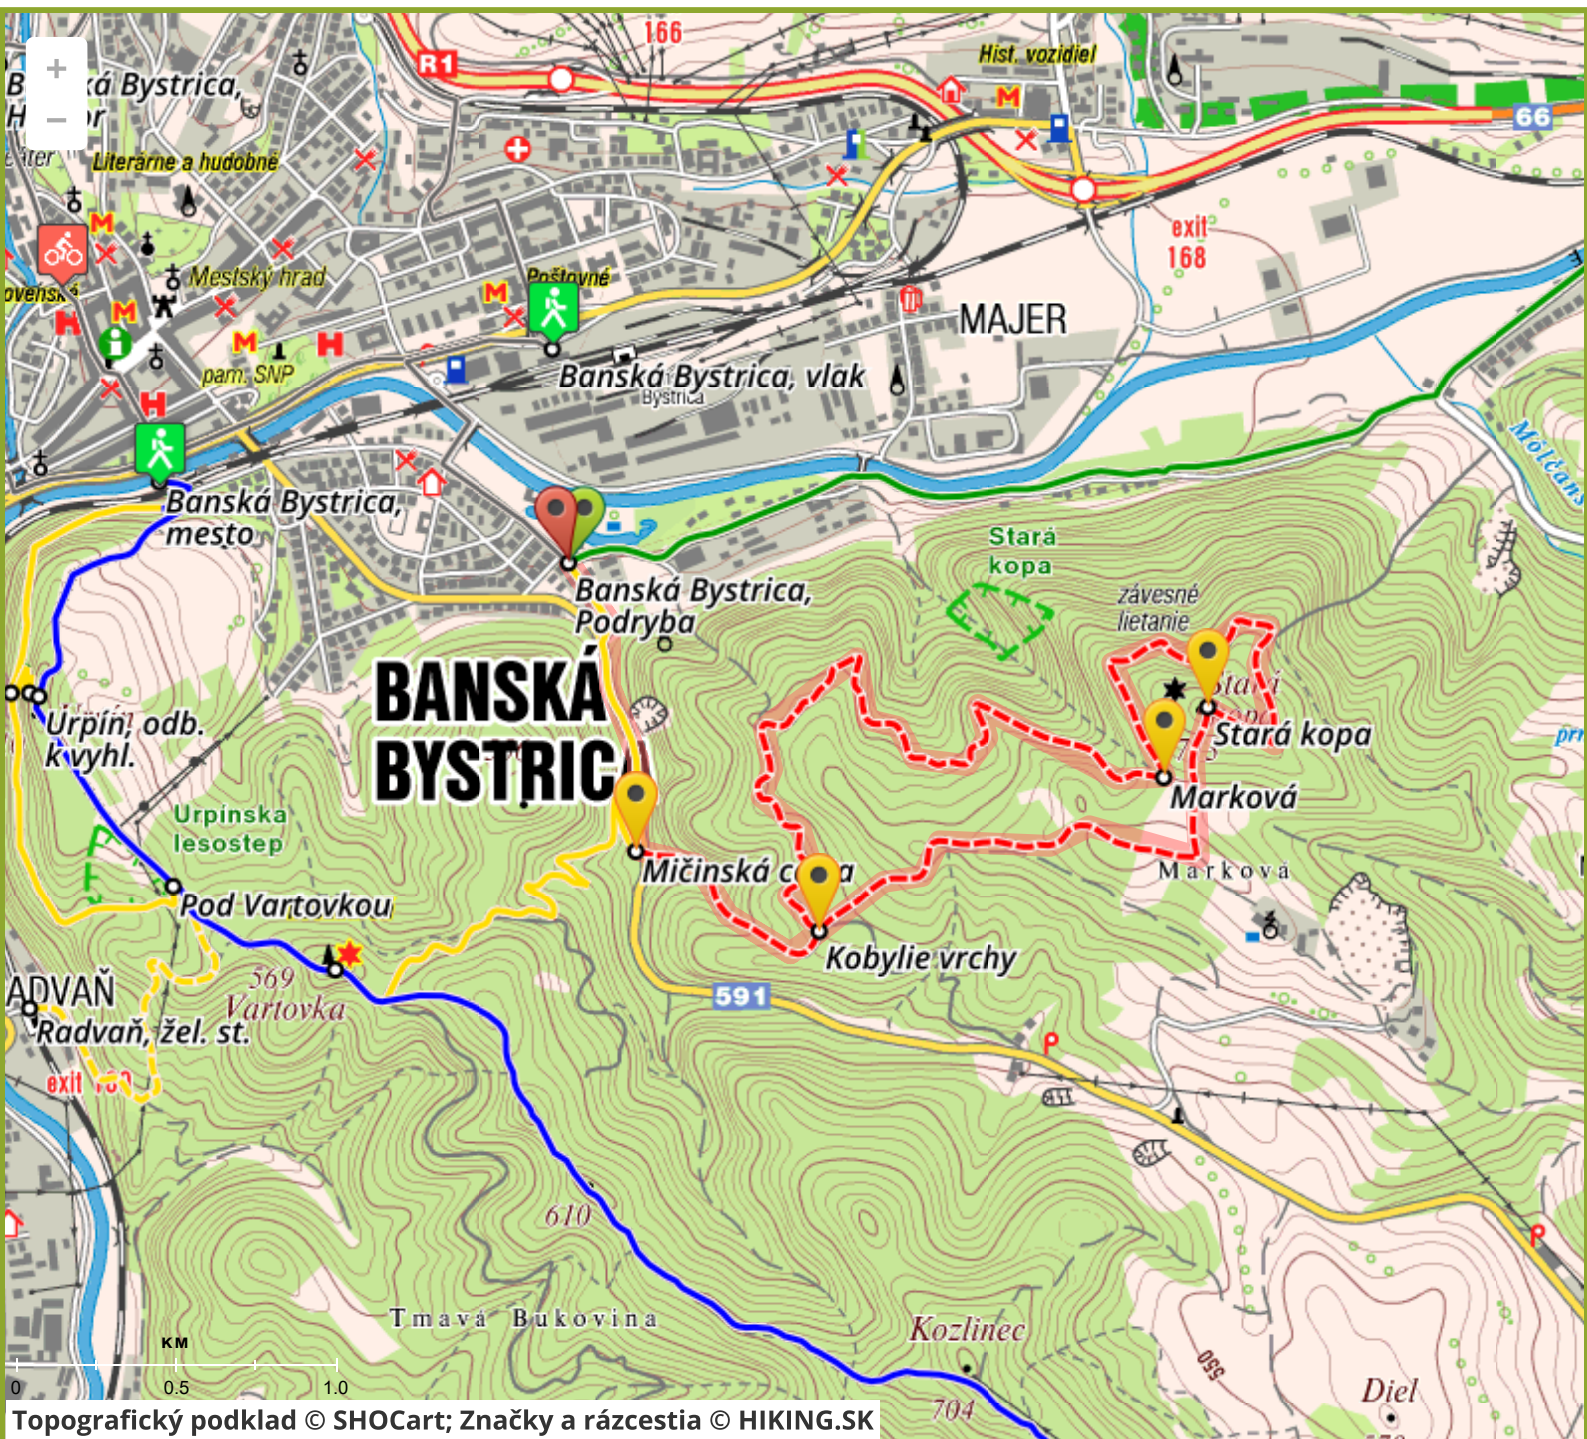 166
R1
Hist. vozidiel
66
ká Bystrica,
Literárne a hudobné
M
M
exit
168
Mestský hrad
Poštovné
M
M
M
H
H
H
i
MAJER
pam. SNP
Banská Bystrica, vlak
Bystrica
Banská Bystrica,
mesto
Stará
kopa
závesné
lietanie
Banská Bystrica,
Podryba
BANSKÁ
BYSTRIC
Urpín, odb.
k vyhl.
Stará kopa
Marková
Urpínska
lesostep
Mičinská c
a
Marková
Pod Vartovkou
Kobylie vrchy
569
Vartovka
591
ADVAŇ
Radvaň, žel. st.
exit
P
610
P
Tmavá Bukovina
Kozlinec
550
KM
0
0.5
1.0
704
Diel
Topografický podklad © SHOCart; Značky a rázcestia © HIKING.SK